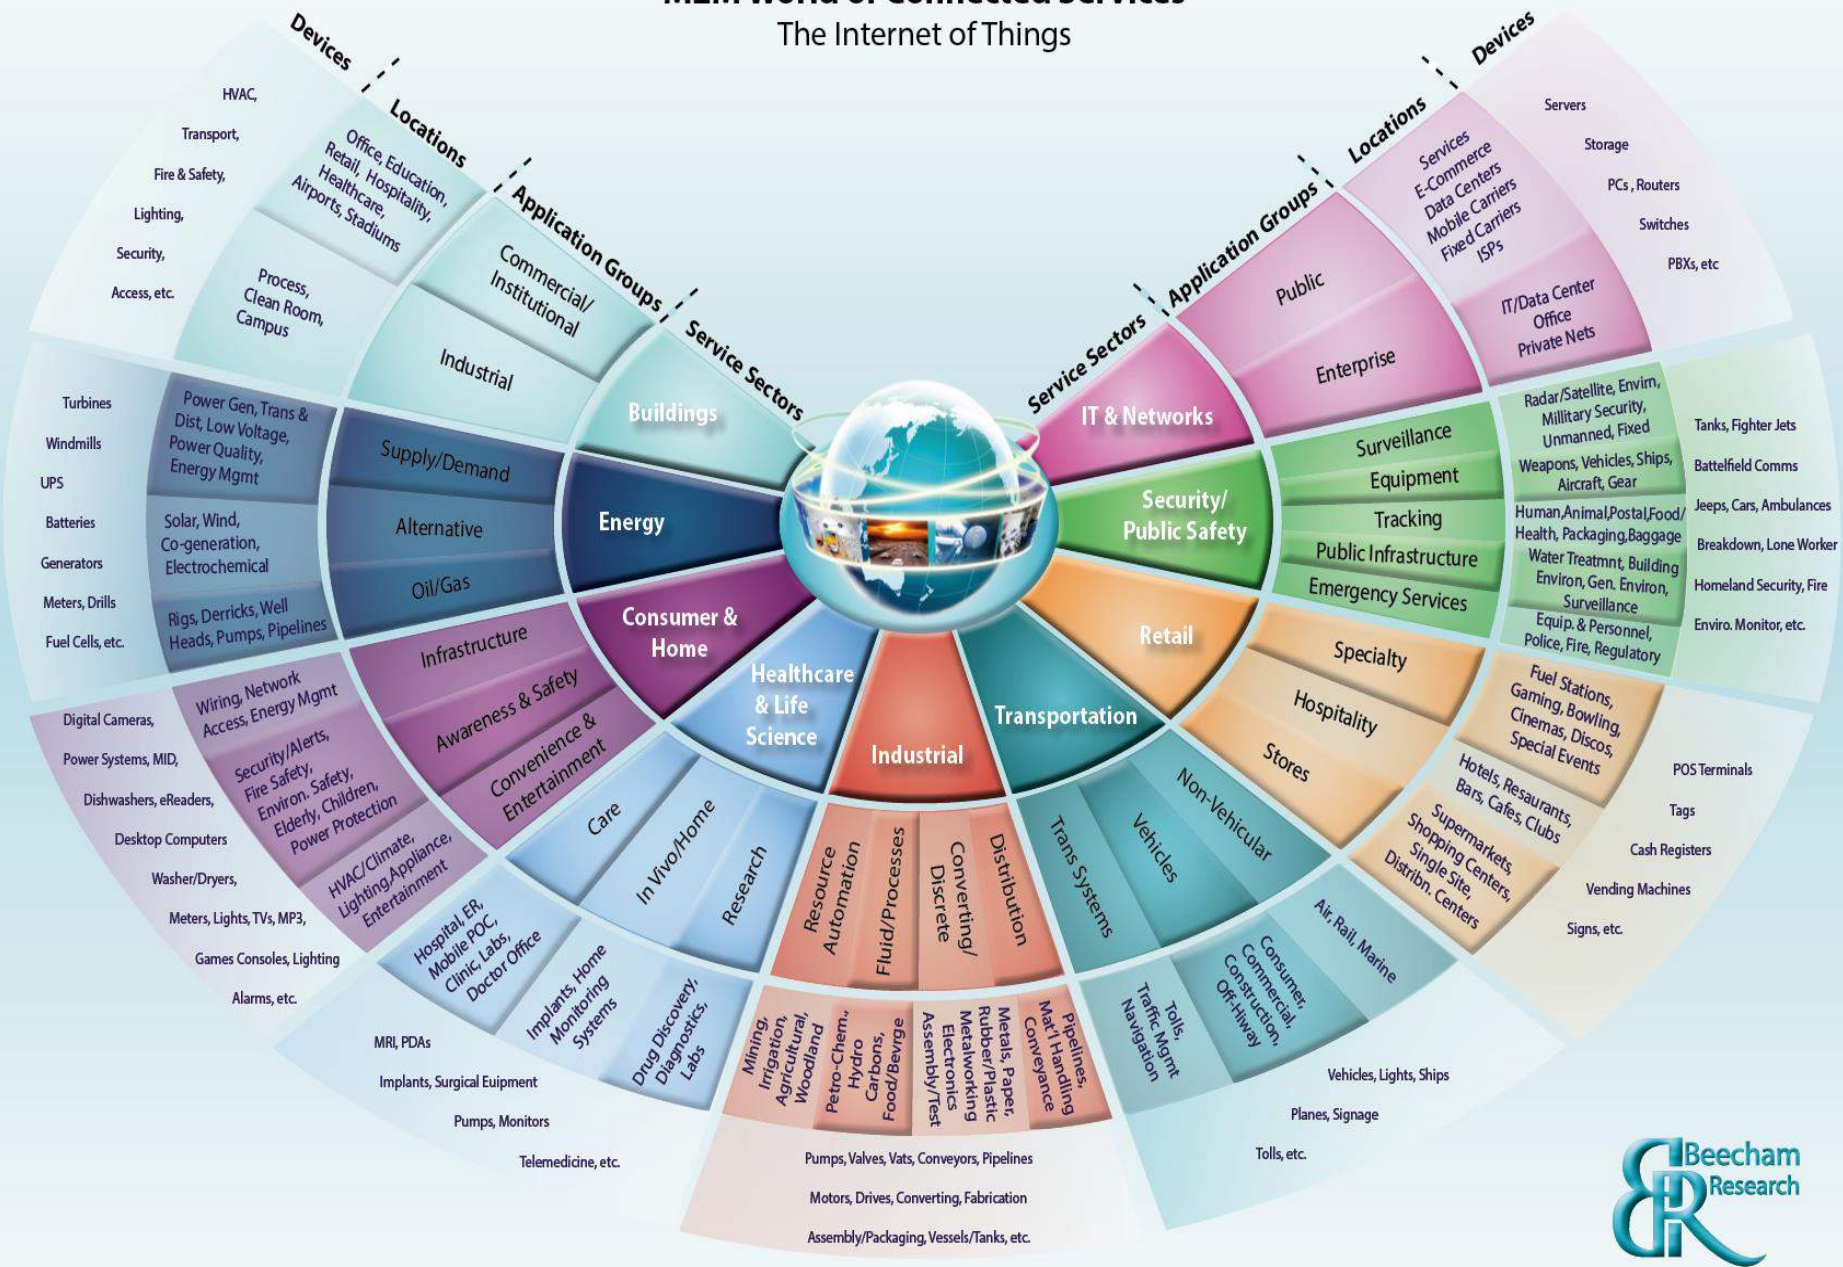 M2M World of Connected Services
The Internet of Things
Devices
Locations
Application Groups
Service Sectors
Service Sectors
Application Groups
Locations
Devices
HVAC,
Transport,
Fire & Safety,
Lighting,
Security,
Access, etc.
Office, Education,
Retail, Hospitality,
Healthcare,
Airports, Stadiums
Process,
Clean Room,
Campus
Commercial/
Institutional
Industrial
Buildings
Turbines
Windmills
UPS
Batteries
Generators
Meters, Drills
Fuel Cells, etc.
Power Gen, Trans &
Dist, Low Voltage,
Power Quality,
Energy Mgmt
Solar, Wind,
Co-generation,
Electrochemical
Rigs, Derricks, Well
Heads, Pumps, Pipelines
Supply/Demand
Alternative
Oil/Gas
Energy
Digital Cameras,
Power Systems, MID,
Dishwashers, eReaders,
Desktop Computers
Washer/Dryers,
Meters, Lights, TVs, MP3,
Games Consoles, Lighting
Alarms, etc.
Wiring, Network
Access, Energy Mgmt
Security/Alerts,
Fire Safety,
Environ. Safety,
Elderly, Children,
Power Protection
HVAC/Climate,
Lighting,Appliance,
Entertainment
Infrastructure
Awareness & Safety
Convenience &
Entertainment
Consumer &
Home
MRI, PDAs
Implants, Surgical Euipment
Pumps, Monitors
Telemedicine, etc.
Hospital, ER,
Mobile POC,
Clinic, Labs,
Doctor Office
Implants, Home
Monitoring
Systems
Drug Discovery,
Diagnostics,
Labs
Care
In Vivo/Home
Research
Healthcare
& Life
Science
Industrial
Resource
Automation
Fluid/Processes
Converting/
Discrete
Distribution
Mining,
Irrigation,
Agricultural,
Woodland
Petro-Chem.,
Hydro
Carbons,
Food/Bevrge
Metals, Paper,
Rubber/Plastic
Metalworking
Electronics
Assembly/Test
Pipelines,
Mat'l Handling
Conveyance
Pumps, Valves, Vats, Conveyors, Pipelines
Motors, Drives, Converting, Fabrication
Assembly/Packaging, Vessels/Tanks, etc.
Transportation
Trans Systems
Vehicles
Non-Vehicular
Tolls,
Traffic Mgmt
Navigation
Consumer,
Commercial,
Construction,
Off-Hiway
Air, Rail, Marine
Vehicles, Lights, Ships
Planes, Signage
Tolls, etc.
Retail
Specialty
Hospitality
Stores
Fuel Stations,
Gaming, Bowling,
Cinemas, Discos,
Special Events
Hotels, Resaurants,
Bars, Cafes, Clubs
Supermarkets,
Shopping Centers,
Single Site,
Distribn. Centers
POS Terminals
Tags
Cash Registers
Vending Machines
Signs, etc.
Security/
Public Safety
Surveillance
Equipment
Tracking
Public Infrastructure
Emergency Services
Radar/Satellite, Envirn,
Millitary Security,
Unmanned, Fixed
Weapons, Vehicles, Ships,
Aircraft, Gear
Human,Animal,Postal,Food/
Health, Packaging,Baggage
Water Treatmnt, Building
Environ, Gen. Environ,
Surveillance
Equip. & Personnel,
Police, Fire, Regulatory
Tanks, Fighter Jets
Battelfield Comms
Jeeps, Cars, Ambulances
Breakdown, Lone Worker
Homeland Security, Fire
Enviro. Monitor, etc.
IT & Networks
Public
Enterprise
Services
E-Commerce
Data Centers
Mobile Carriers
Fixed Carriers
ISPs
IT/Data Center
Office
Private Nets
Servers
Storage
PCs , Routers
Switches
PBXs, etc
Beecham
Research